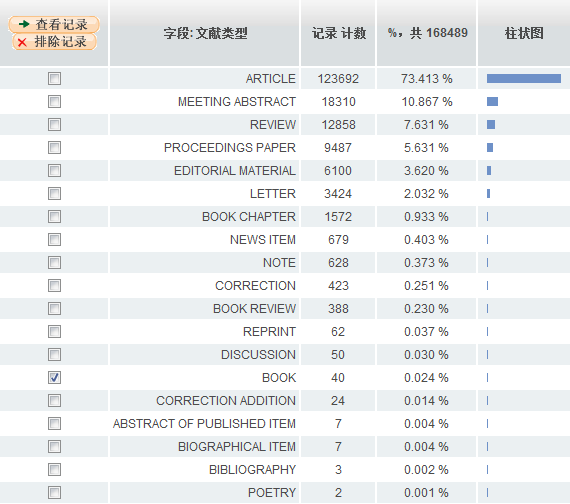 查看记录
排除记录
字段: 文献类型 记录 计数 %，共 168489 柱状图
ARTICLE 123692 73.413 %
MEETING ABSTRACT 18310 10.867 %
REVIEW 12858 7.631 %
PROCEEDINGS PAPER 9487 5.631 %
EDITORIAL MATERIAL 6100 3.620 %
LETTER 3424 2.032 %
BOOK CHAPTER 1572 0.933 %
NEWS ITEM 679 0.403 %
NOTE 628 0.373 %
CORRECTION 423 0.251 %
BOOK REVIEW 388 0.230 %
REPRINT 62 0.037 %
DISCUSSION 50 0.030 %
BOOK 40 0.024 %
CORRECTION ADDITION 24 0.014 %
ABSTRACT OF PUBLISHED ITEM 7 0.004 %
BIOGRAPHICAL ITEM 7 0.004 %
BIBLIOGRAPHY 3 0.002 %
POETRY 2 0.001 %